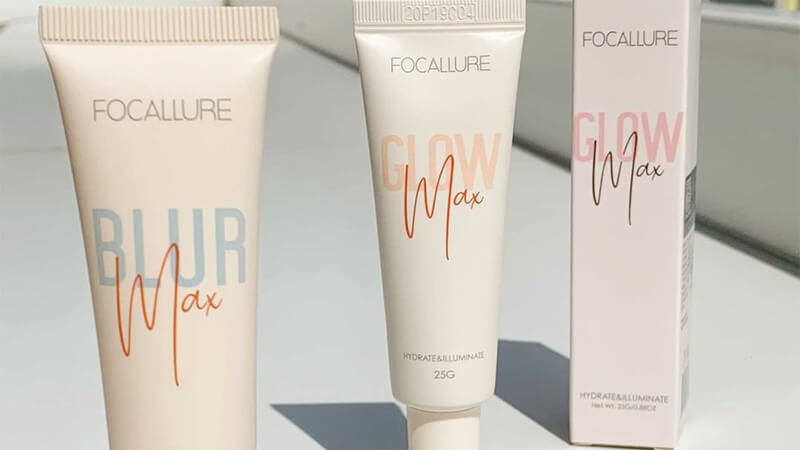 FOCALLURE
BLUR
Max
20P19C04
FOCALLURE
GLOW
Max
HYDRATE&ILLUMINATE
25G
FOCALLURE
GLOW
Max
HYDRATE&ILLUMINATE
Net WT: 25G/0.88OZ